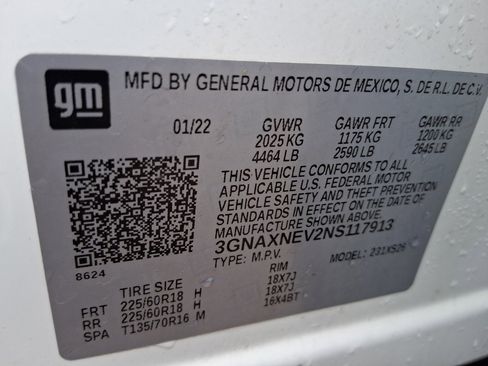 gm
MFD BY GENERAL MOTORS DE MEXICO, S. DE R.L. DE C.V.
01/22 GVWR GAWR FRT GAWR RR
2025 KG 1175 KG 1200 KG
4464 LB 2590 LB 2645 LB
THIS VEHICLE CONFORMS TO ALL
APPLICABLE U.S. FEDERAL MOTOR
VEHICLE SAFETY AND THEFT PREVENTION
STANDARDS IN EFFECT ON THE DATE OF
MANUFACTURE SHOWN ABOVE.
3GNAXNEV2NS117913
TYPE: M.P.V. MODEL: 231XS26
8624
TIRE SIZE RIM
FRT 225/60R18 H 18X7J
RR 225/60R18 H 18X7J
SPA T135/70R16 M 16X4BT